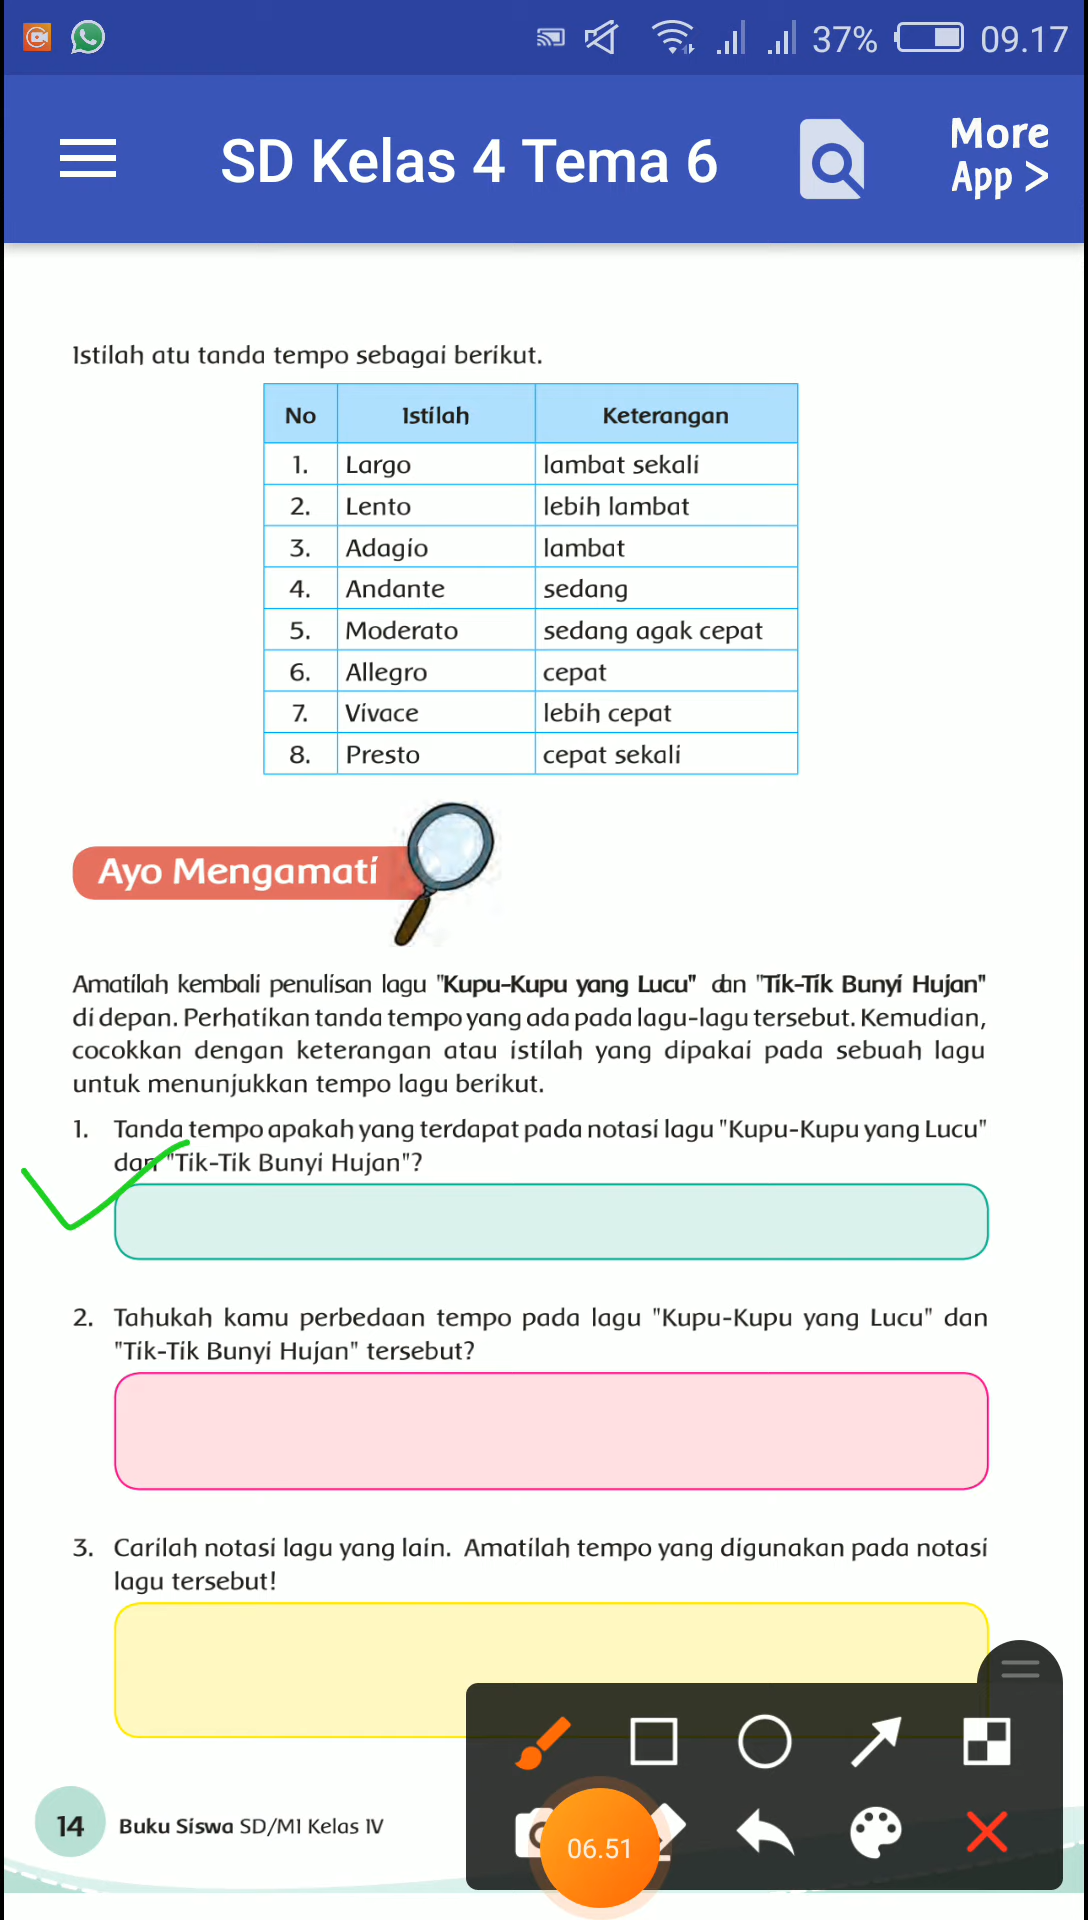 37% 09.17
SD Kelas 4 Tema 6
More
App >
Istilah atu tanda tempo sebagai berikut.
No Istilah Keterangan
1. Largo lambat sekali
2. Lento lebih lambat
3. Adagio lambat
4. Andante sedang
5. Moderato sedang agak cepat
6. Allegro cepat
7. Vivace lebih cepat
8. Presto cepat sekali
Ayo Mengamati
Amatilah kembali penulisan lagu "Kupu-Kupu yang Lucu" dan "Tik-Tik Bunyi Hujan"
di depan. Perhatikan tanda tempo yang ada pada lagu-lagu tersebut. Kemudian,
cocokkan dengan keterangan atau istilah yang dipakai pada sebuah lagu
untuk menunjukkan tempo lagu berikut.
1. Tanda tempo apakah yang terdapat pada notasi lagu "Kupu-Kupu yang Lucu"
dan "Tik-Tik Bunyi Hujan"?
2. Tahukah kamu perbedaan tempo pada lagu "Kupu-Kupu yang Lucu" dan
"Tik-Tik Bunyi Hujan" tersebut?
3. Carilah notasi lagu yang lain. Amatilah tempo yang digunakan pada notasi
lagu tersebut!
14 Buku Siswa SD/MI Kelas IV
06.51